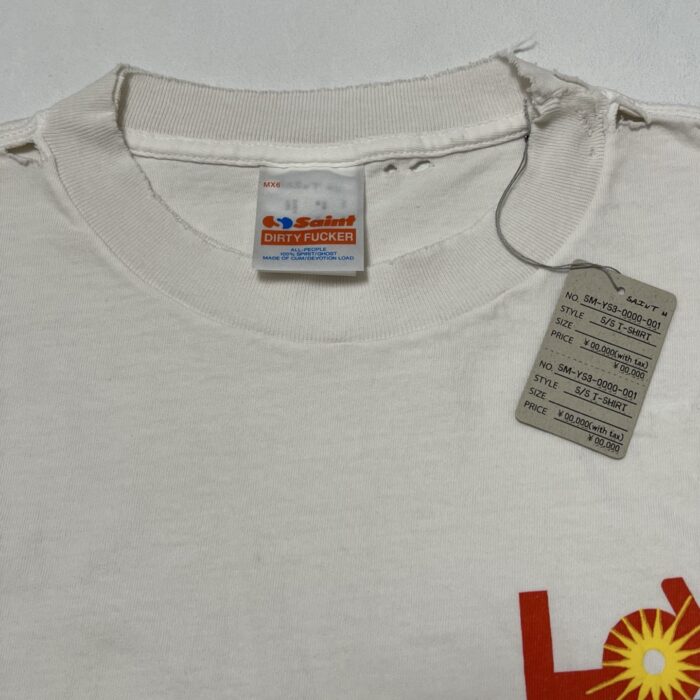 MX6
Saint
DIRTY FUCKER
ALL-PEOPLE
100% SPIRIT/GHOST
MADE OF CUM/DEVOTION LOAD
SAINT M
NO. SM-YS3-0000-001
STYLE S/S T-SHIRT
SIZE
PRICE ¥00,000(with tax)
¥00,000
NO. SM-YS3-0000-001
STYLE S/S T-SHIRT
SIZE
PRICE ¥00,000(with tax)
¥00,000